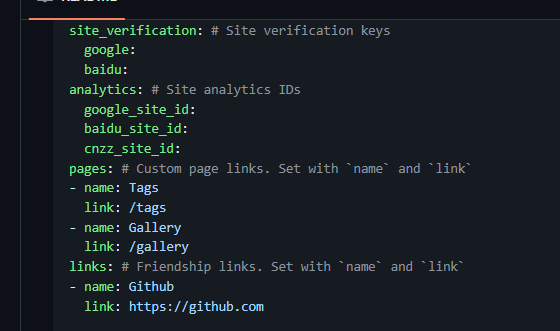 README
site_verification: # Site verification keys
  google:
  baidu:
analytics: # Site analytics IDs
  google_site_id:
  baidu_site_id:
  cnzz_site_id:
pages: # Custom page links. Set with `name` and `link`
- name: Tags
  link: /tags
- name: Gallery
  link: /gallery
links: # Friendship links. Set with `name` and `link`
- name: Github
  link: https://github.com